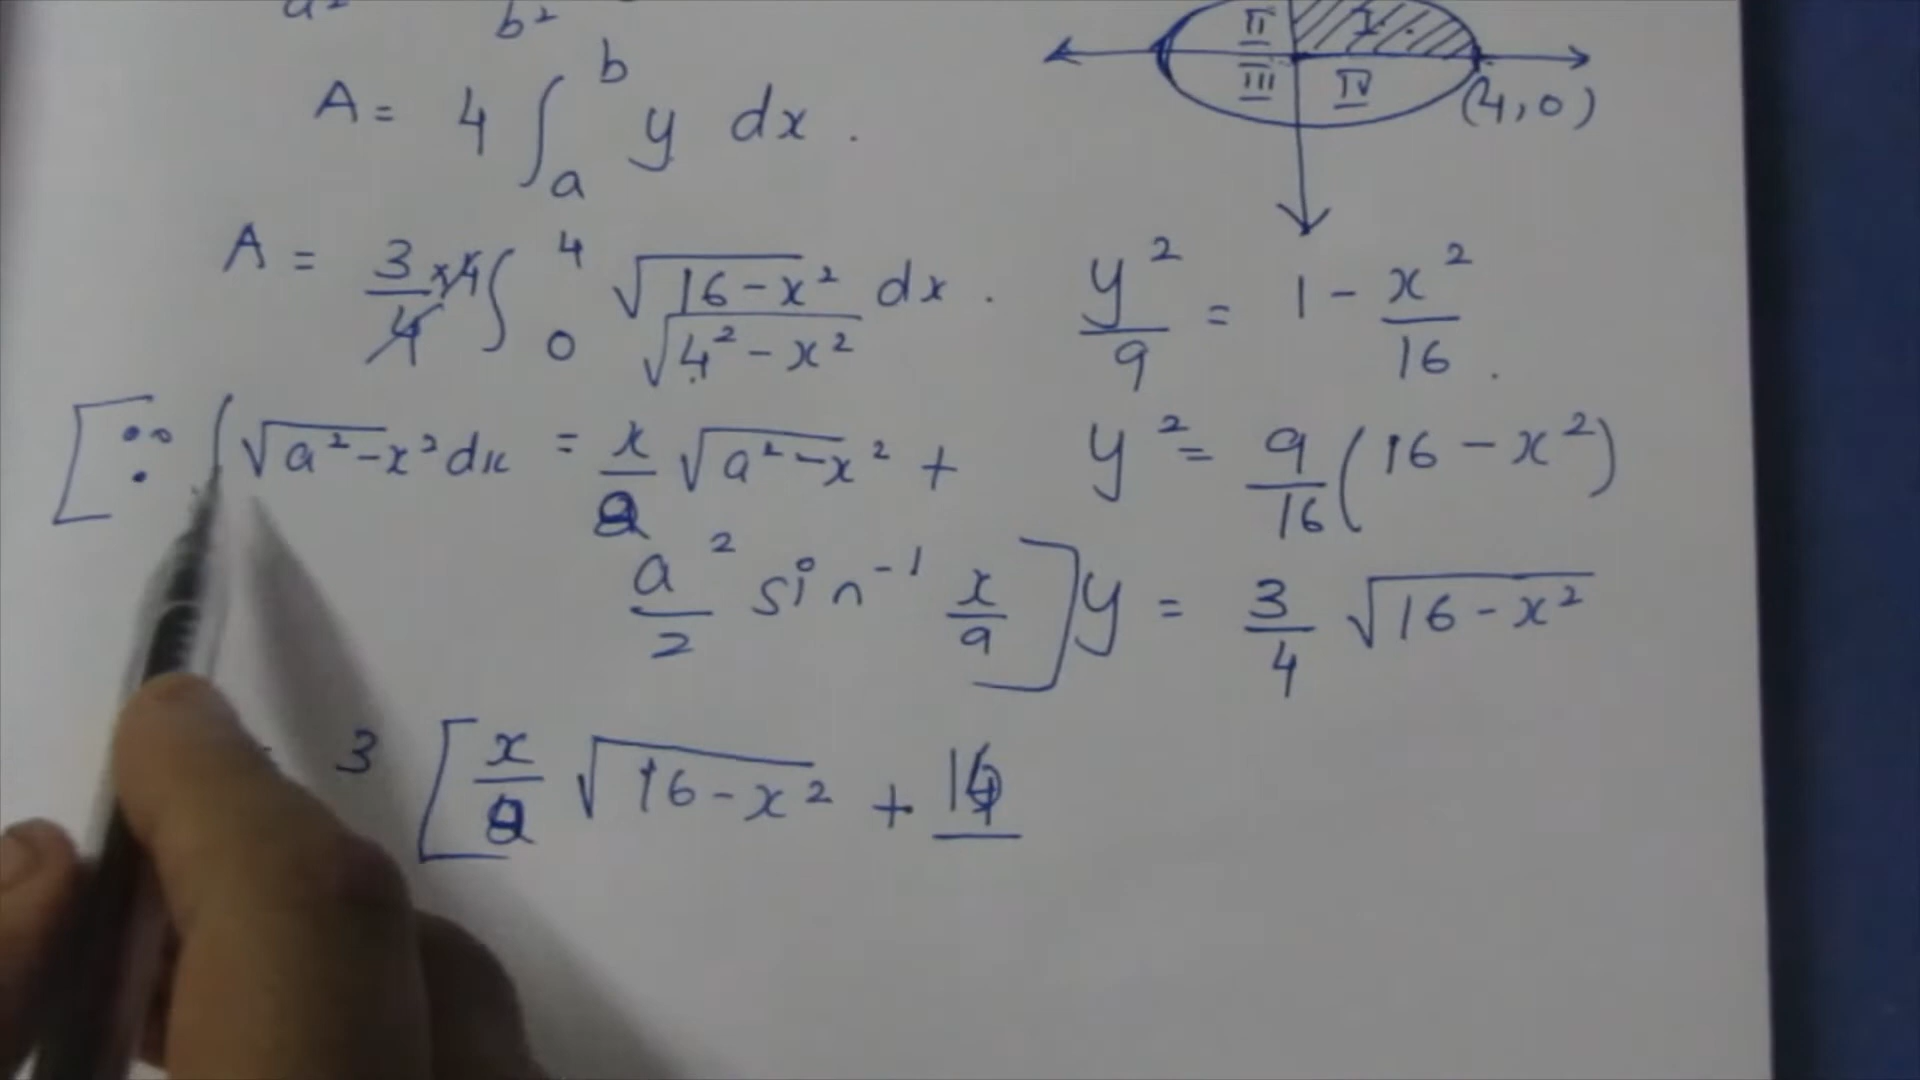 a² b²
II I
III IV
(4,0)
A = 4 ∫ₐᵇ y dx .
A = 3/4 × 4 ∫₀⁴ √16-x² dx .
√4² - x²
y²/9 = 1 - x²/16 .
[∵ ∫ √a²-x² dx = x/2 √a²-x² +
a²/2 sin⁻¹ x/a ]
y² = 9/16 (16 - x²)
y = 3/4 √16-x²
3 [ x/2 √16-x² + 16